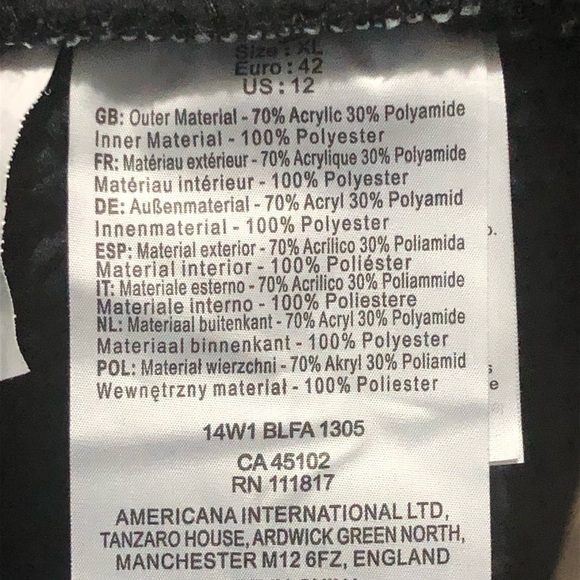 Size : XL
Euro : 42
US : 12
GB: Outer Material - 70% Acrylic 30% Polyamide
Inner Material - 100% Polyester
FR: Matériau extérieur - 70% Acrylique 30% Polyamide
Matériau intérieur - 100% Polyester
DE: Außenmaterial - 70% Acryl 30% Polyamid
Innenmaterial - 100% Polyester
ESP: Material exterior - 70% Acrilico 30% Poliamida
Material interior - 100% Poliéster
IT: Materiale esterno - 70% Acrilico 30% Poliammide
Materiale interno - 100% Poliestere
NL: Materiaal buitenkant - 70% Acryl 30% Polyamide
Materiaal binnenkant - 100% Polyester
POL: Materiał wierzchni - 70% Akryl 30% Poliamid
Wewnętrzny materiał - 100% Poliester
14W1 BLFA 1305
CA 45102
RN 111817
AMERICANA INTERNATIONAL LTD,
TANZARO HOUSE, ARDWICK GREEN NORTH,
MANCHESTER M12 6FZ, ENGLAND